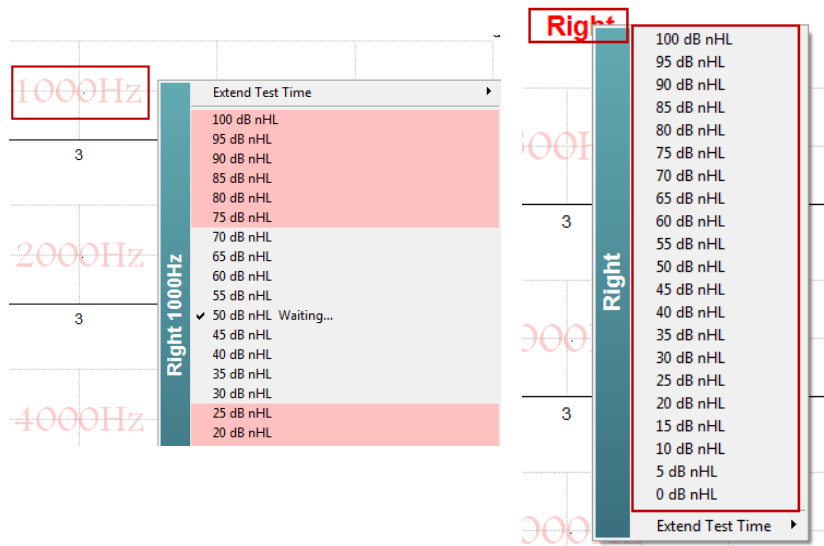 1000Hz
3
2000Hz
3
4000Hz
Right 1000Hz
Extend Test Time
100 dB nHL
95 dB nHL
90 dB nHL
85 dB nHL
80 dB nHL
75 dB nHL
70 dB nHL
65 dB nHL
60 dB nHL
55 dB nHL
50 dB nHL Waiting...
45 dB nHL
40 dB nHL
35 dB nHL
30 dB nHL
25 dB nHL
20 dB nHL
Right
3
3
Right
100 dB nHL
95 dB nHL
90 dB nHL
85 dB nHL
80 dB nHL
75 dB nHL
70 dB nHL
65 dB nHL
60 dB nHL
55 dB nHL
50 dB nHL
45 dB nHL
40 dB nHL
35 dB nHL
30 dB nHL
25 dB nHL
20 dB nHL
15 dB nHL
10 dB nHL
5 dB nHL
0 dB nHL
Extend Test Time